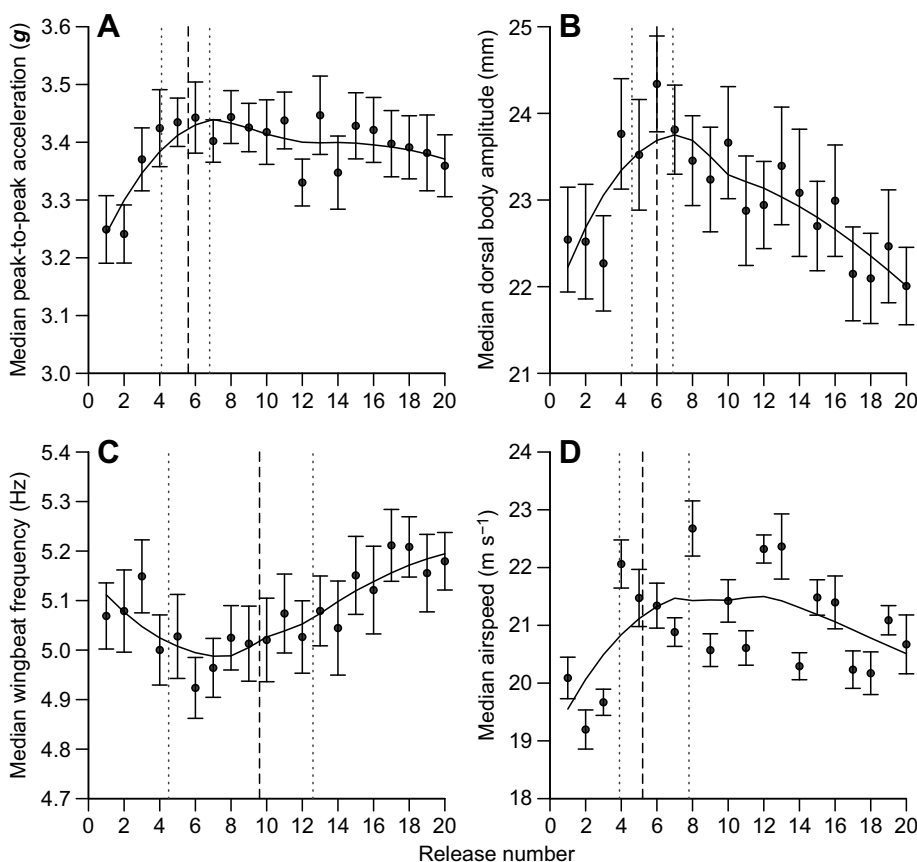 A
Median peak-to-peak acceleration (g)
3.6
3.5
3.4
3.3
3.2
3.1
3.0
0 2 4 6 8 10 12 14 16 18 20
B
Median dorsal body amplitude (mm)
25
24
23
22
21
0 2 4 6 8 10 12 14 16 18 20
C
Median wingbeat frequency (Hz)
5.4
5.3
5.2
5.1
5.0
4.9
4.8
4.7
0 2 4 6 8 10 12 14 16 18 20
D
Median airspeed (m s−1)
24
23
22
21
20
19
18
0 2 4 6 8 10 12 14 16 18 20
Release number